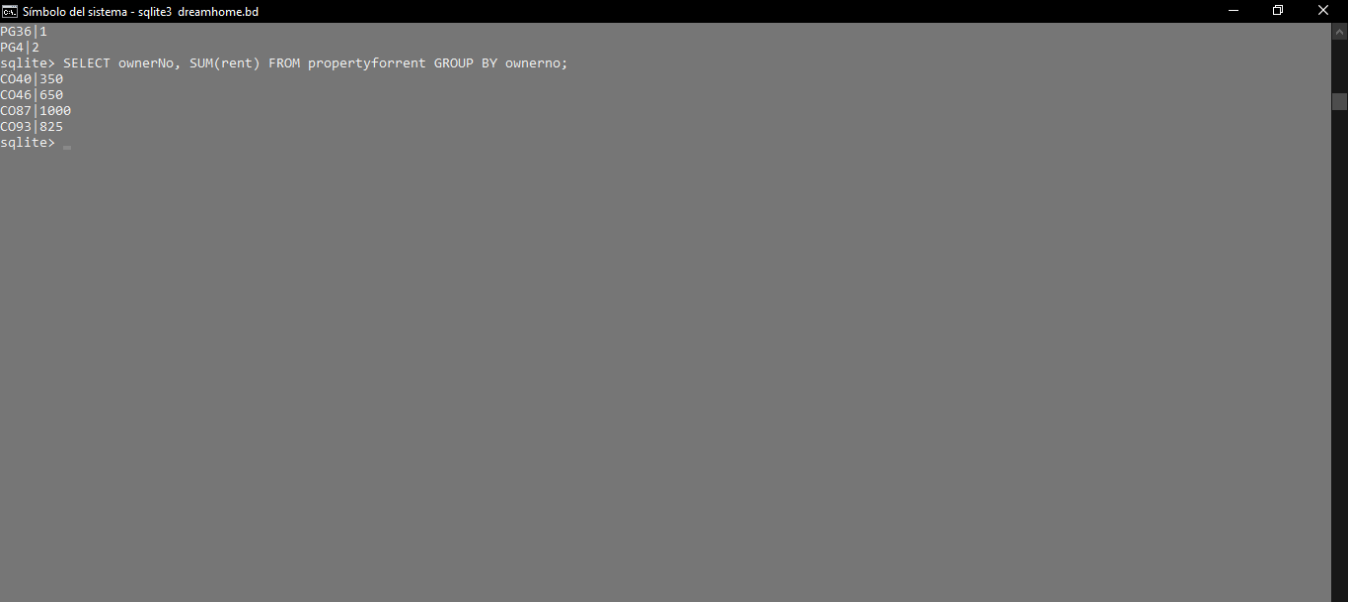 Símbolo del sistema - sqlite3  dreamhome.bd
PG36|1
PG4|2
sqlite> SELECT ownerNo, SUM(rent) FROM propertyforrent GROUP BY ownerno;
CO40|350
CO46|650
CO87|1000
CO93|825
sqlite> _